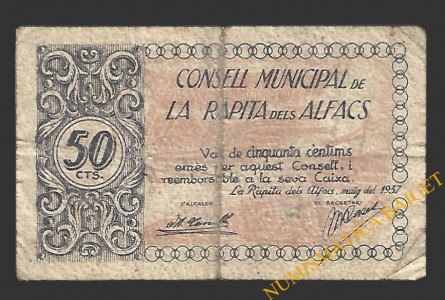 CONSELL MUNICIPAL DE
LA RÀPITA DELS ALFACS
50
CTS.
Val de cinquanta cèntims
emès per aquest Consell, i
reemborsable a la seva Caixa.
La Ràpita dels Alfacs, maig del 1937
L'ALCALDE
EL SECRETARI
NUMISMATICA RAICET